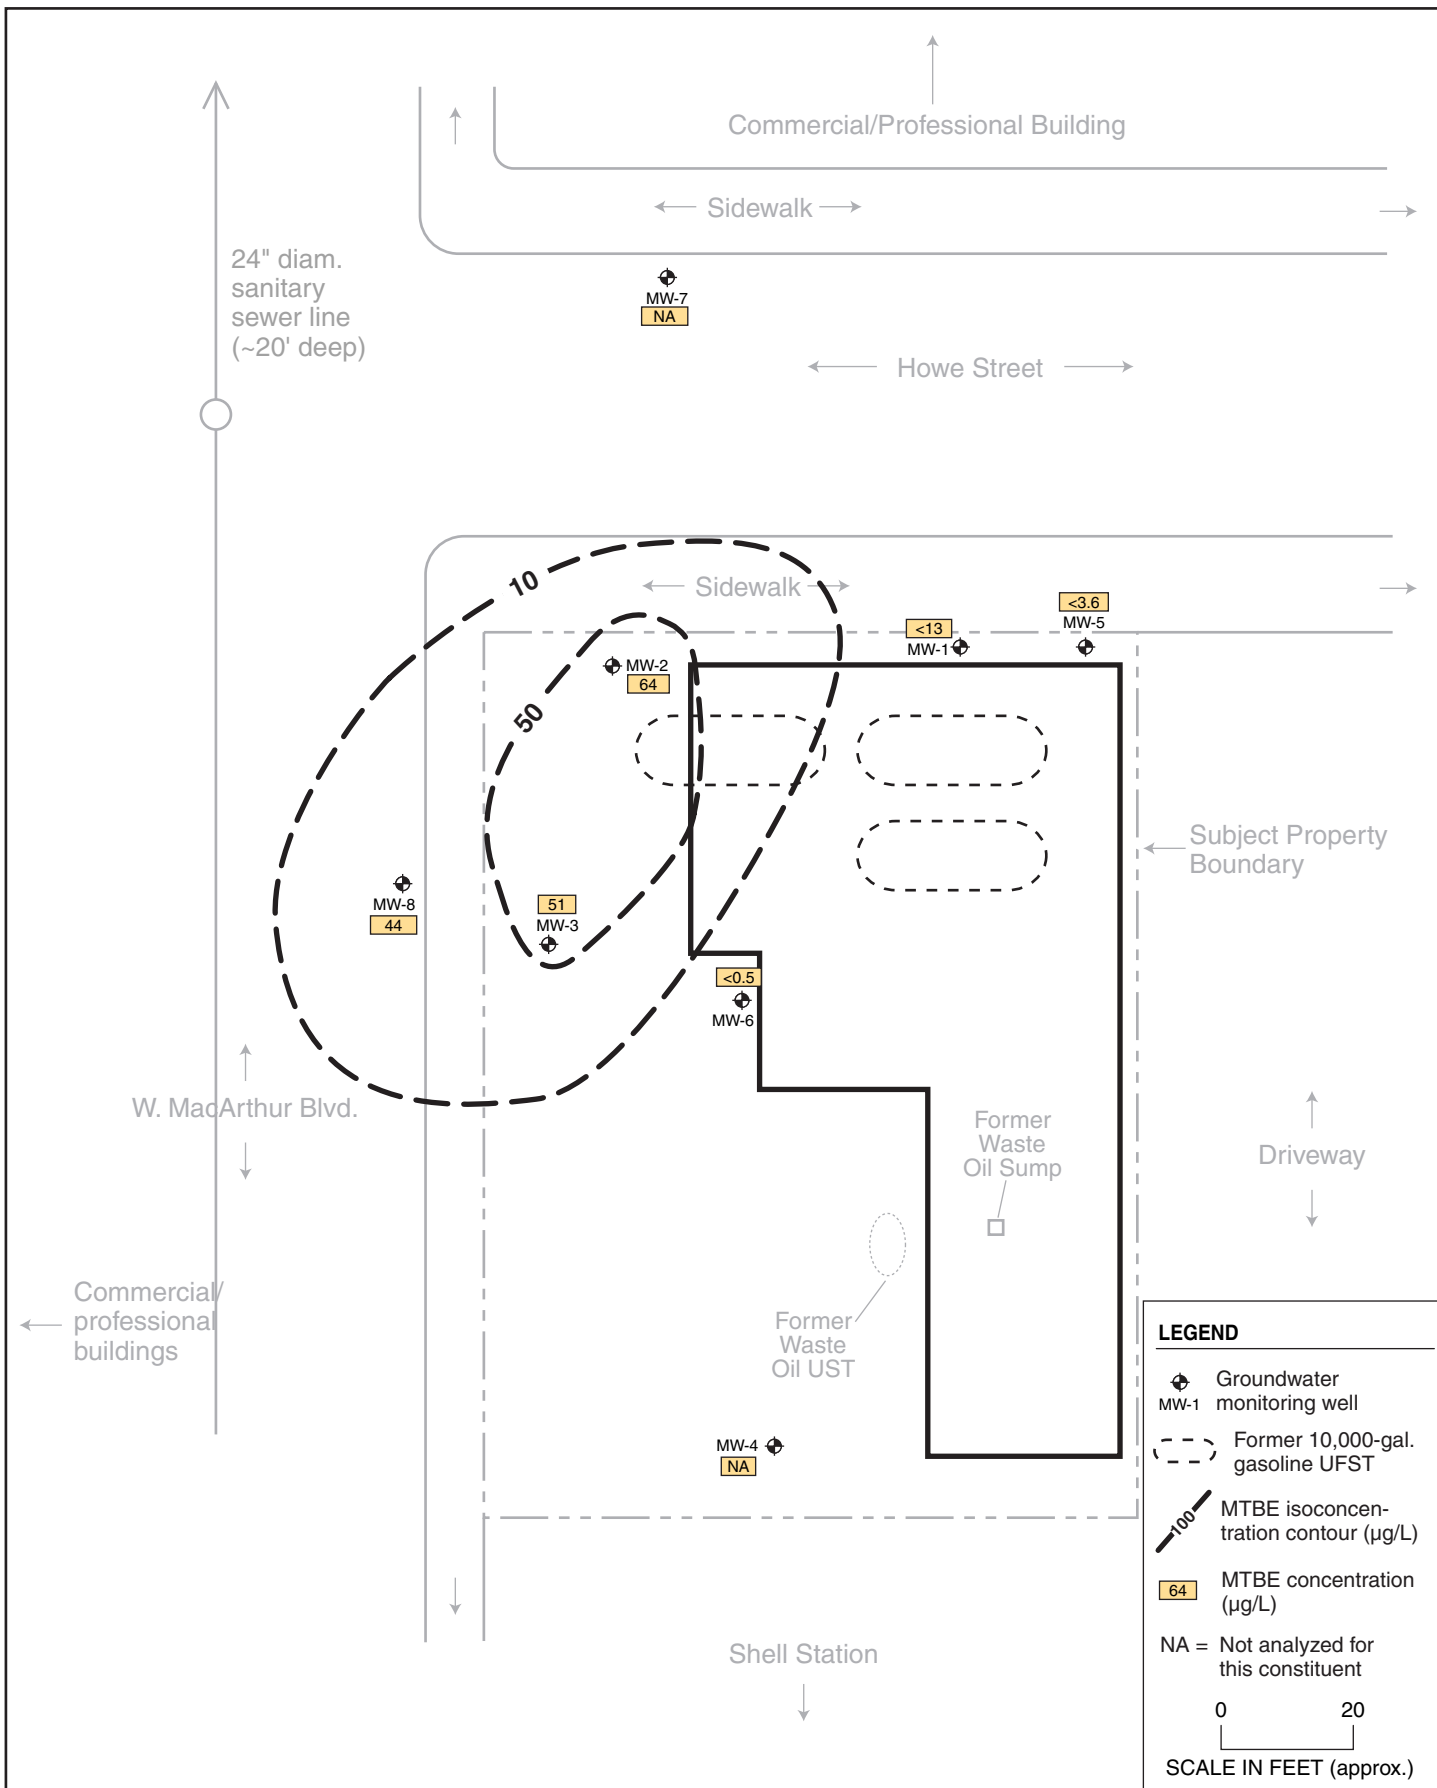 Commercial/Professional Building
Sidewalk
24" diam.
sanitary
sewer line
(~20' deep)
MW-7
NA
Howe Street
10
Sidewalk
<3.6
MW-5
<13
MW-1
MW-2
64
50
Subject Property
Boundary
MW-8
44
51
MW-3
<0.5
MW-6
W. MacArthur Blvd.
Former
Waste
Oil Sump
Driveway
Commercial/
professional
buildings
Former
Waste
Oil UST
MW-4
NA
Shell Station
LEGEND
MW-1
Groundwater
monitoring well
Former 10,000-gal.
gasoline UFST
100
MTBE isoconcen-
tration contour (µg/L)
64
MTBE concentration
(µg/L)
NA = Not analyzed for
this constituent
0 20
SCALE IN FEET (approx.)